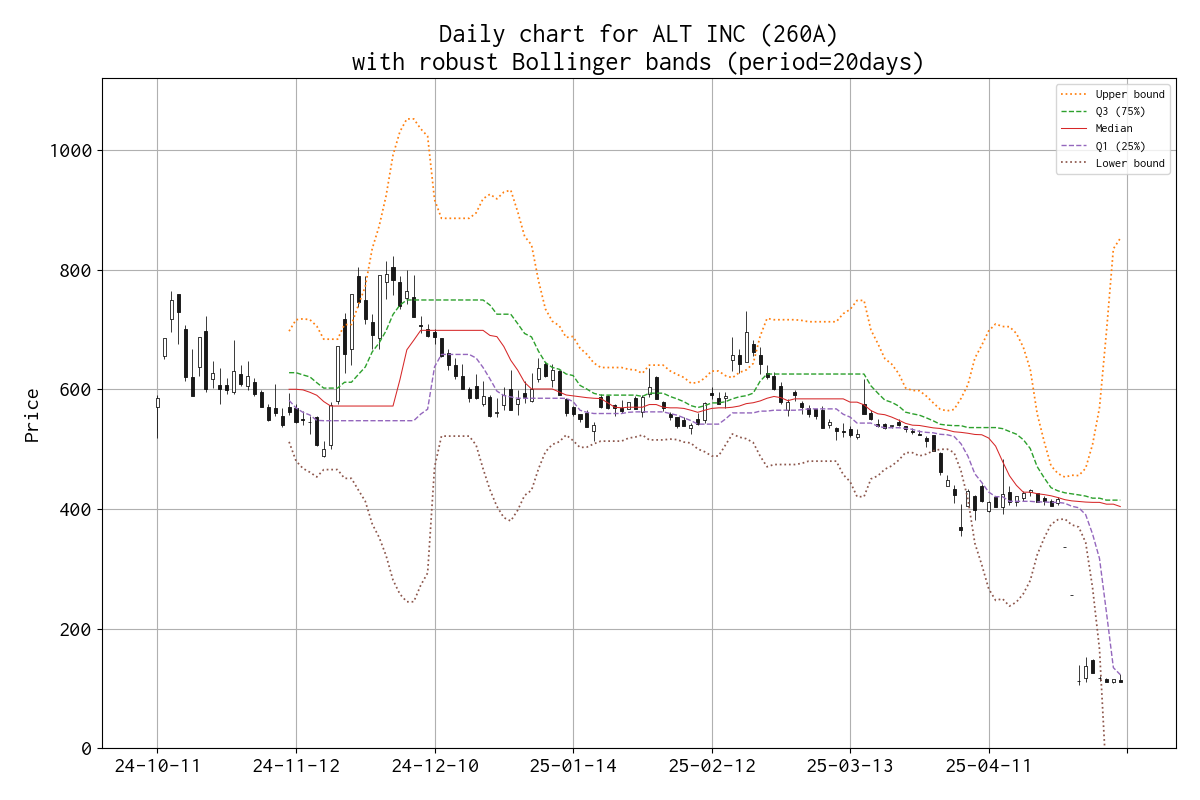 Daily chart for ALT INC (260A)
with robust Bollinger bands (period=20days)
Upper bound
Q3 (75%)
Median
Q1 (25%)
Lower bound
Price
1000
800
600
400
200
0
24-10-11
24-11-12
24-12-10
25-01-14
25-02-12
25-03-13
25-04-11